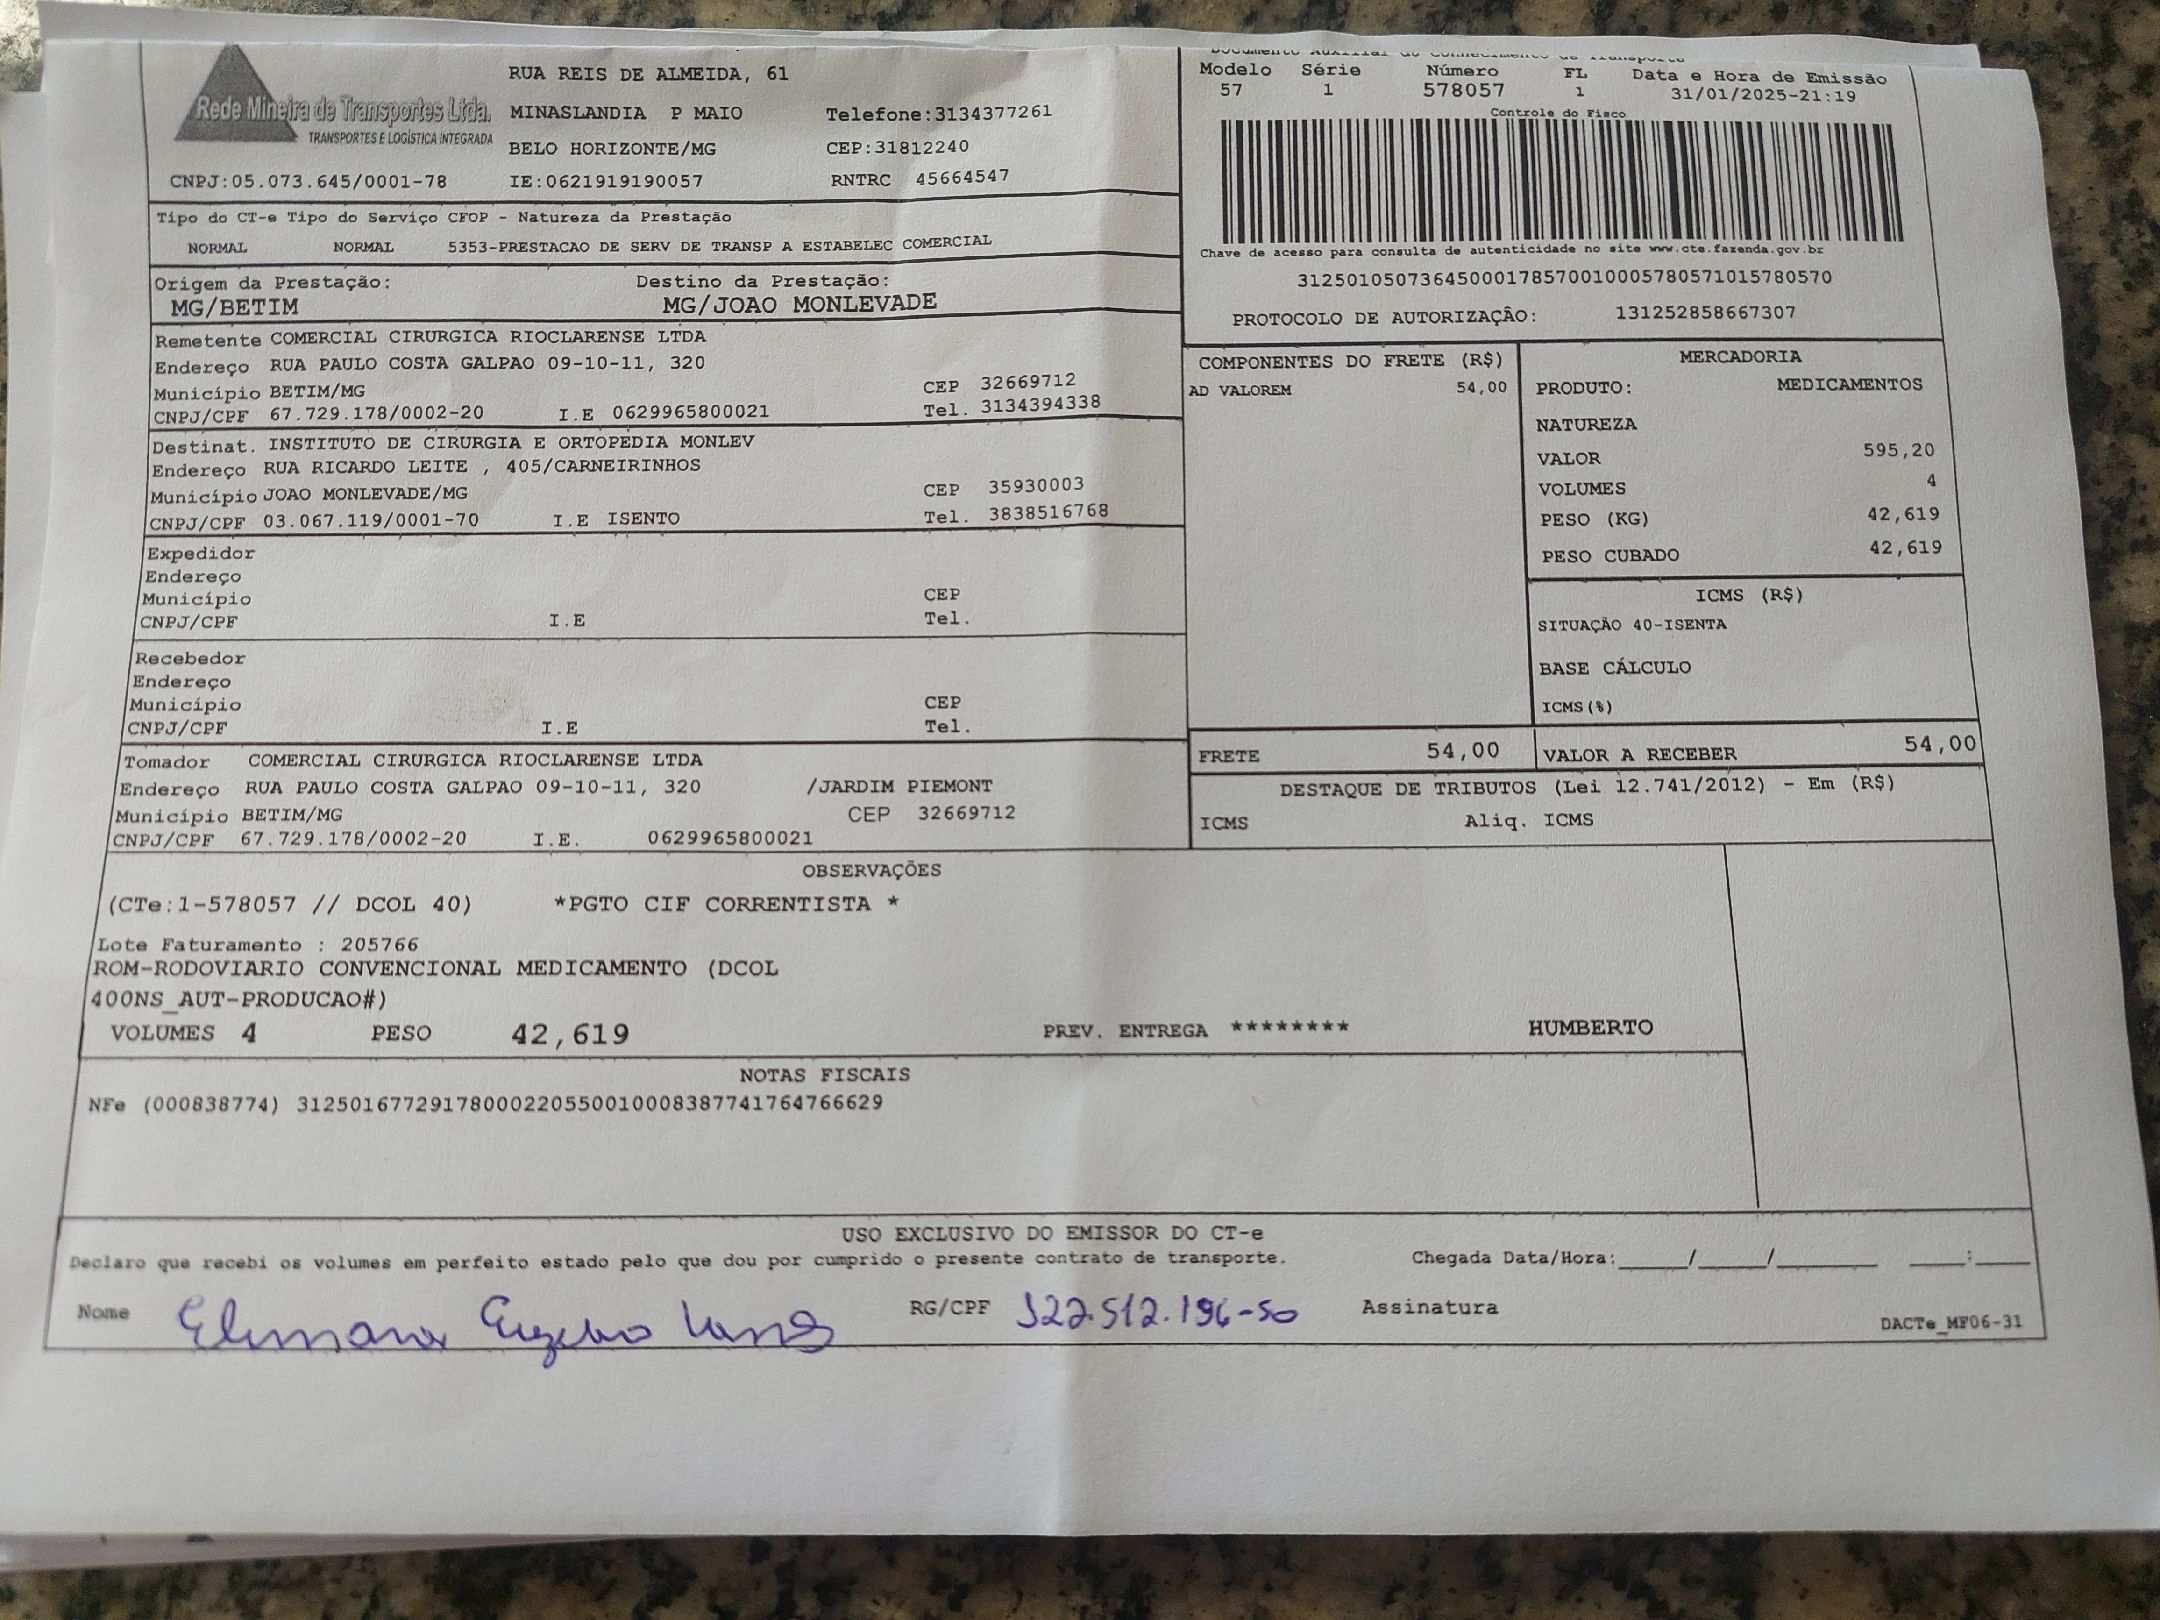 Rede Mineira de Transportes Ltda.
TRANSPORTES E LOGÍSTICA INTEGRADA
RUA REIS DE ALMEIDA, 61
MINASLANDIA P MAIO Telefone:3134377261
BELO HORIZONTE/MG CEP:31812240
CNPJ:05.073.645/0001-78 IE:0621919190057 RNTRC 45664547
Documento Auxiliar do Conhecimento de Transporte
Modelo Série Número FL Data e Hora de Emissão
57 1 578057 1 31/01/2025-21:19
Controle do Fisco
Chave de acesso para consulta de autenticidade no site www.cte.fazenda.gov.br
31250105073645000178570010005780571015780570
PROTOCOLO DE AUTORIZAÇÃO: 131252858667307
Tipo do CT-e Tipo do Serviço CFOP - Natureza da Prestação
NORMAL NORMAL 5353-PRESTACAO DE SERV DE TRANSP A ESTABELEC COMERCIAL
Origem da Prestação: Destino da Prestação:
MG/BETIM MG/JOAO MONLEVADE
Remetente COMERCIAL CIRURGICA RIOCLARENSE LTDA
Endereço RUA PAULO COSTA GALPAO 09-10-11, 320
Município BETIM/MG CEP 32669712
CNPJ/CPF 67.729.178/0002-20 I.E 0629965800021 Tel. 3134394338
Destinat. INSTITUTO DE CIRURGIA E ORTOPEDIA MONLEV
Endereço RUA RICARDO LEITE , 405/CARNEIRINHOS
Município JOAO MONLEVADE/MG CEP 35930003
CNPJ/CPF 03.067.119/0001-70 I.E ISENTO Tel. 3838516768
Expedidor
Endereço
Município CEP
CNPJ/CPF I.E Tel.
Recebedor
Endereço
Município CEP
CNPJ/CPF I.E Tel.
Tomador COMERCIAL CIRURGICA RIOCLARENSE LTDA
Endereço RUA PAULO COSTA GALPAO 09-10-11, 320 /JARDIM PIEMONT
Município BETIM/MG CEP 32669712
CNPJ/CPF 67.729.178/0002-20 I.E. 0629965800021
COMPONENTES DO FRETE (R$)
AD VALOREM 54,00
MERCADORIA
PRODUTO: MEDICAMENTOS
NATUREZA
VALOR 595,20
VOLUMES 4
PESO (KG) 42,619
PESO CUBADO 42,619
ICMS (R$)
SITUAÇÃO 40-ISENTA
BASE CÁLCULO
ICMS(%)
FRETE 54,00 VALOR A RECEBER 54,00
DESTAQUE DE TRIBUTOS (Lei 12.741/2012) - Em (R$)
ICMS Aliq. ICMS
OBSERVAÇÕES
(CTe:1-578057 // DCOL 40) *PGTO CIF CORRENTISTA *
Lote Faturamento : 205766
ROM-RODOVIARIO CONVENCIONAL MEDICAMENTO (DCOL
400NS_AUT-PRODUCAO#)
VOLUMES 4 PESO 42,619 PREV. ENTREGA ******** HUMBERTO
NOTAS FISCAIS
NFe (000838774) 31250167729178000220550010008387741764766629
USO EXCLUSIVO DO EMISSOR DO CT-e
Declaro que recebi os volumes em perfeito estado pelo que dou por cumprido o presente contrato de transporte. Chegada Data/Hora:_____/_____/________ ____:____
Nome RG/CPF 122.512.196-50 Assinatura
DACTe_MF06-31